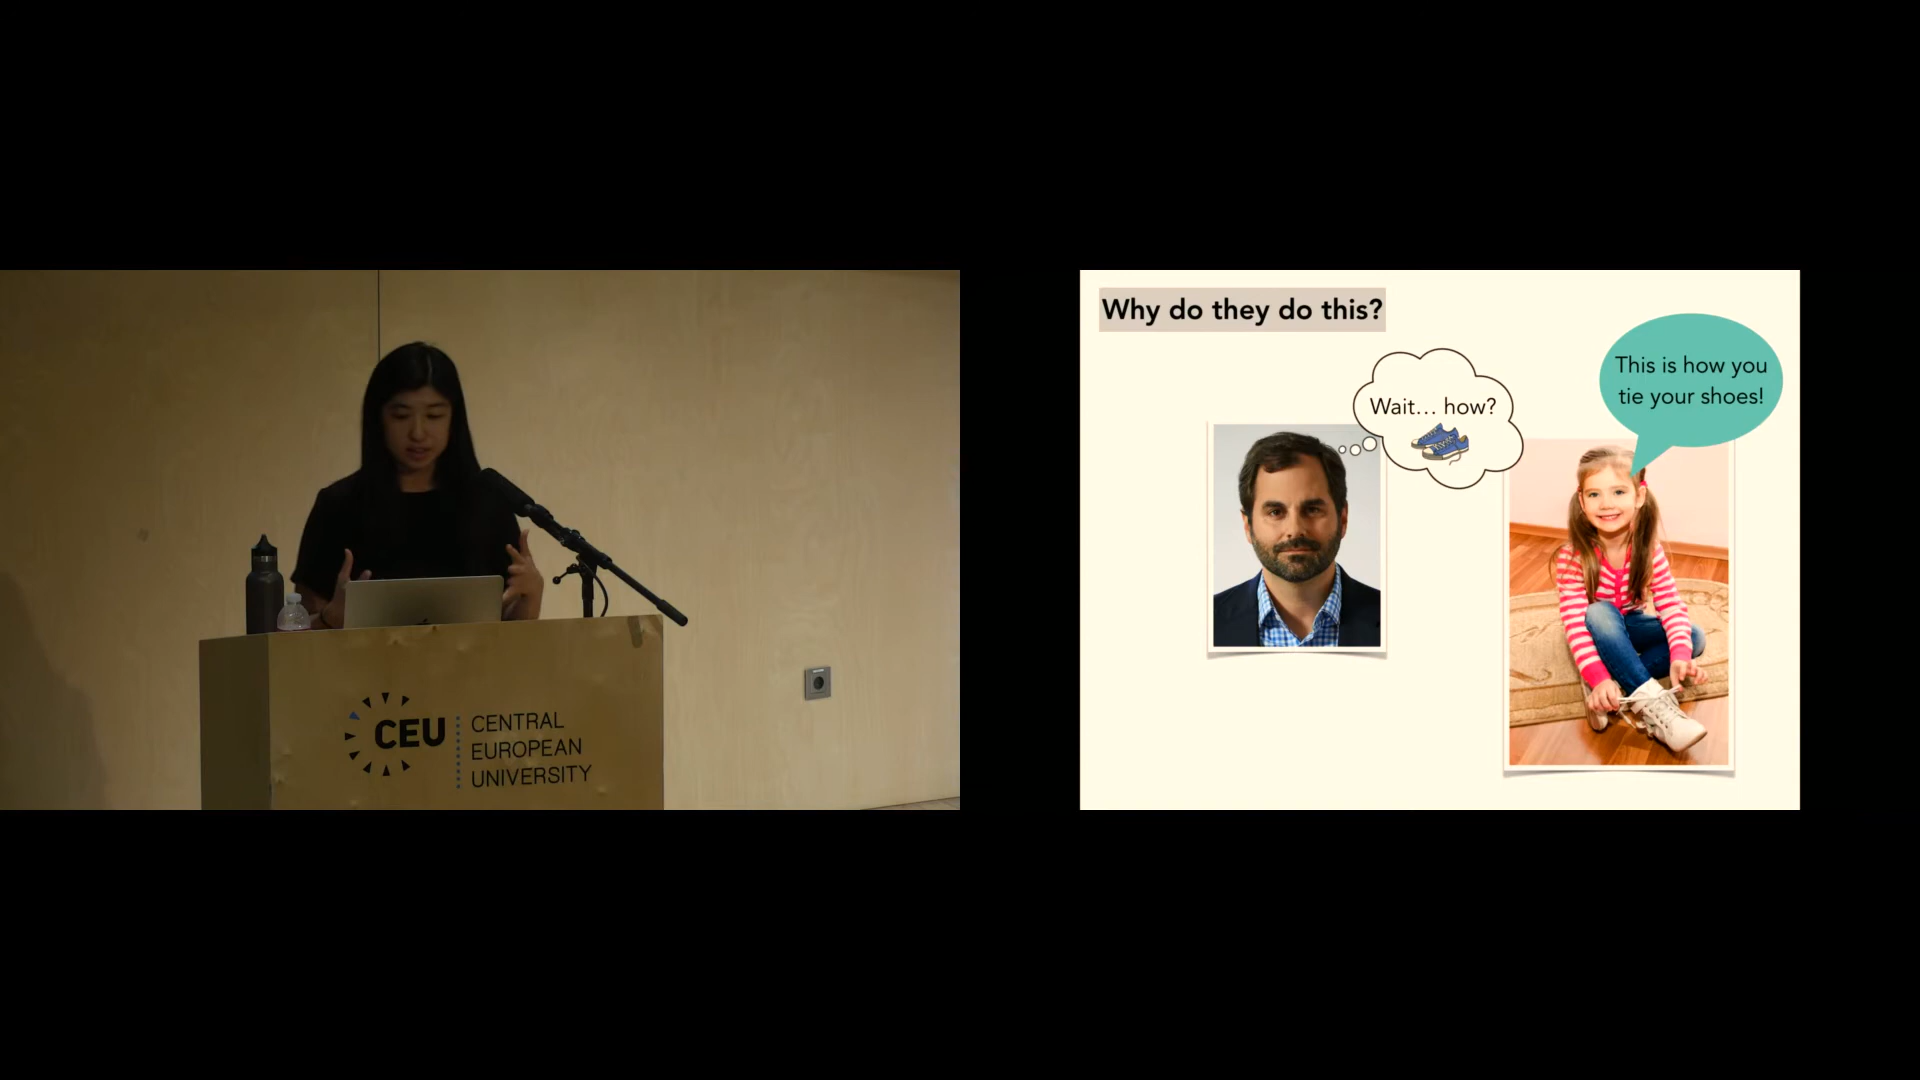 CEU
CENTRAL
EUROPEAN
UNIVERSITY
Why do they do this?
Wait... how?
This is how you
tie your shoes!